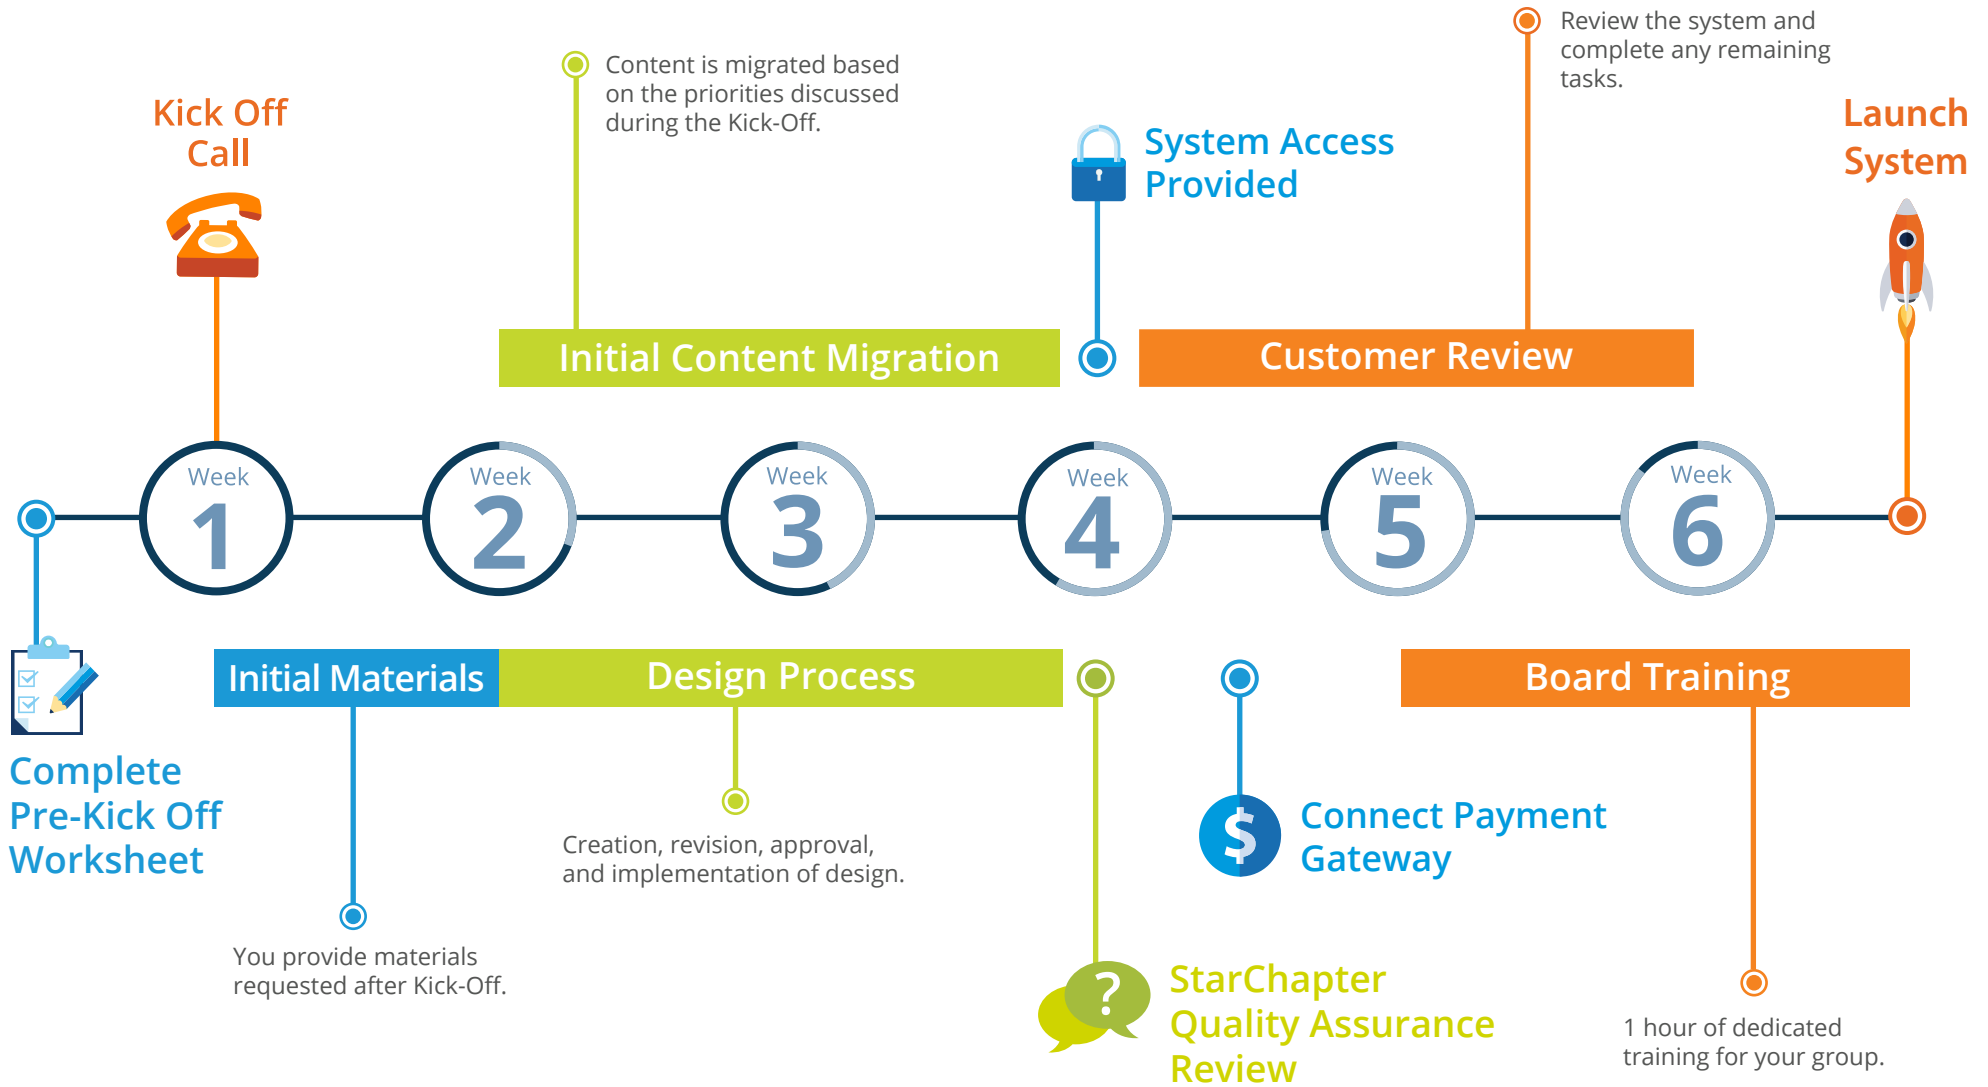 Review the system and
complete any remaining
tasks.
Content is migrated based
on the priorities discussed
during the Kick-Off.
Kick Off
Call
System Access
Provided
Launch
System
Initial Content Migration
Customer Review
Week
1
Week
2
Week
3
Week
4
Week
5
Week
6
Initial Materials
Design Process
Board Training
Complete
Pre-Kick Off
Worksheet
$
Connect Payment
Gateway
Creation, revision, approval,
and implementation of design.
You provide materials
requested after Kick-Off.
?
StarChapter
Quality Assurance
Review
1 hour of dedicated
training for your group.